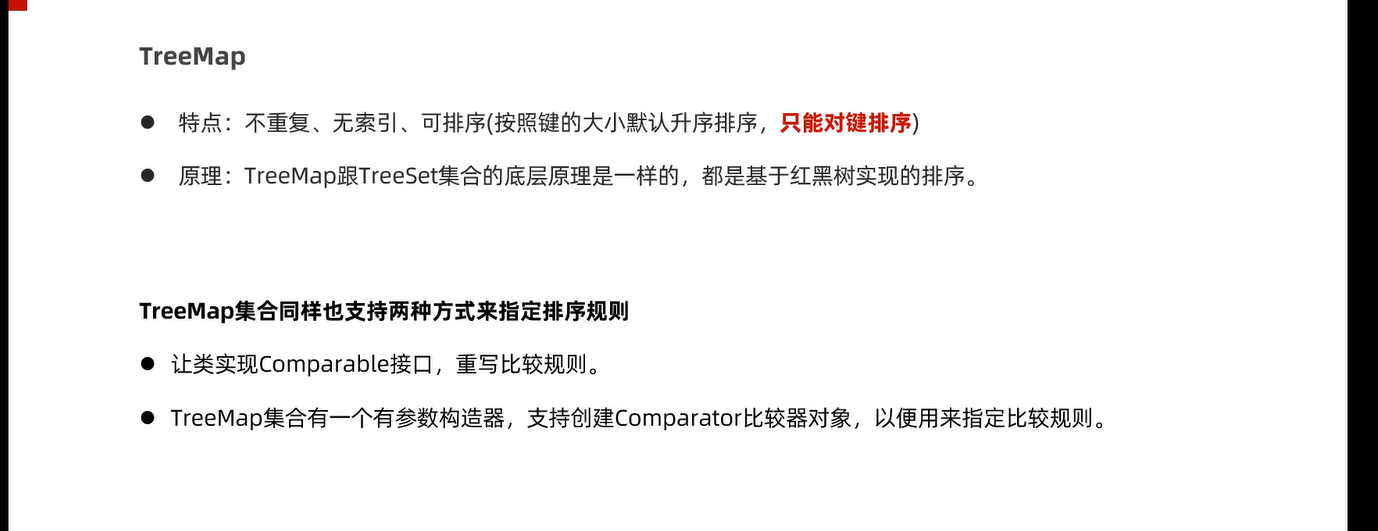 TreeMap
● 特点：不重复、无索引、可排序(按照键的大小默认升序排序，只能对键排序)
● 原理：TreeMap跟TreeSet集合的底层原理是一样的，都是基于红黑树实现的排序。
TreeMap集合同样也支持两种方式来指定排序规则
● 让类实现Comparable接口，重写比较规则。
● TreeMap集合有一个有参数构造器，支持创建Comparator比较器对象，以便用来指定比较规则。